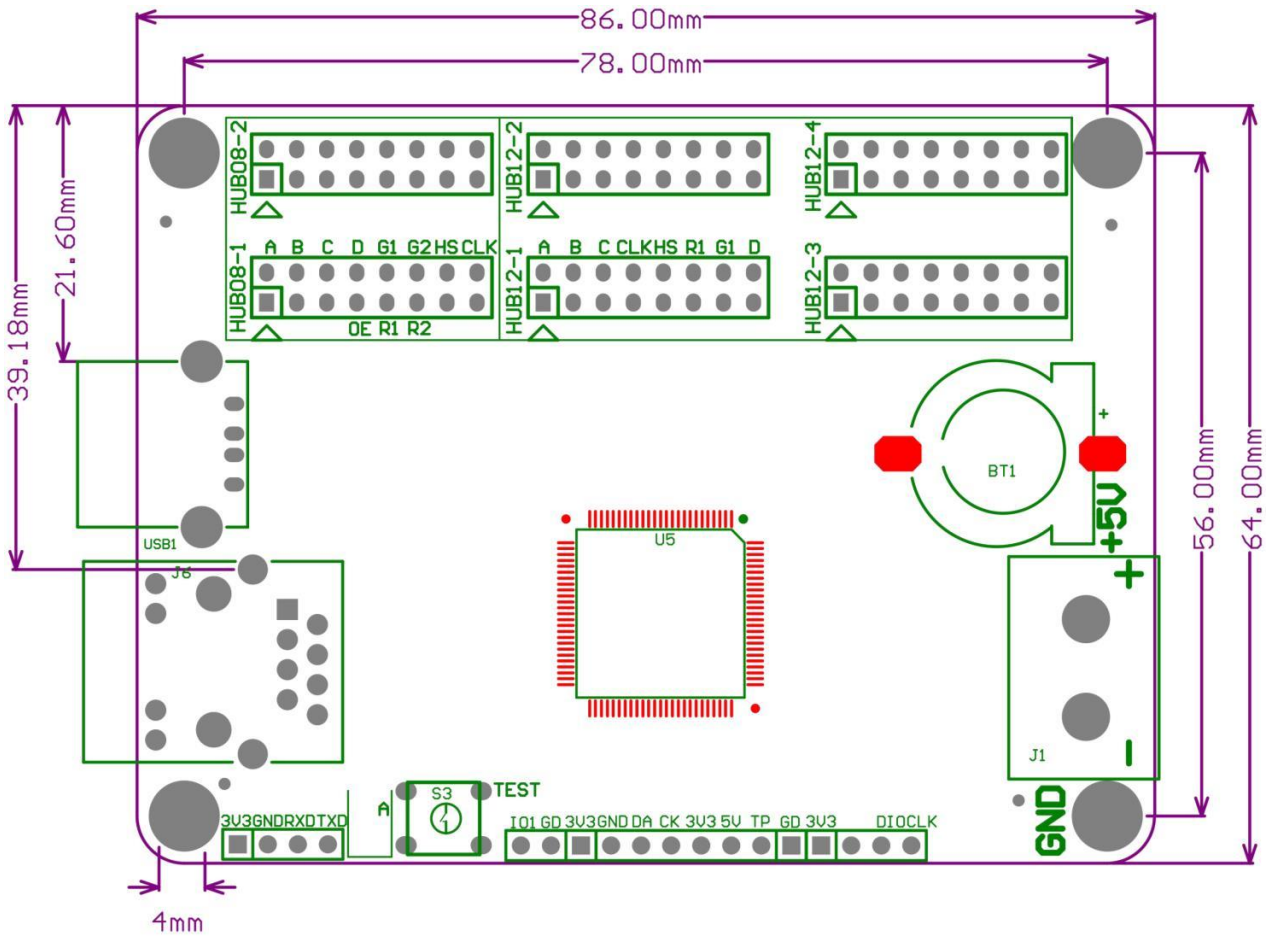 86.00mm
78.00mm
HUB08-2
HUB12-2
HUB12-4
21.60mm
39.18mm
HUB08-1
A B C D G1 G2 HS CLK
HUB12-1
A B C CLK HS R1 G1 D
HUB12-3
OE R1 R2
+
BT1
+5V
56.00mm
64.00mm
USB1
U5
J6
+
J1
-
S3
TEST
A
3V3 GND RXD TXD
IO1 GD 3V3 GND DA CK 3V3 5V TP GD 3V3 DIO CLK
GND
4mm